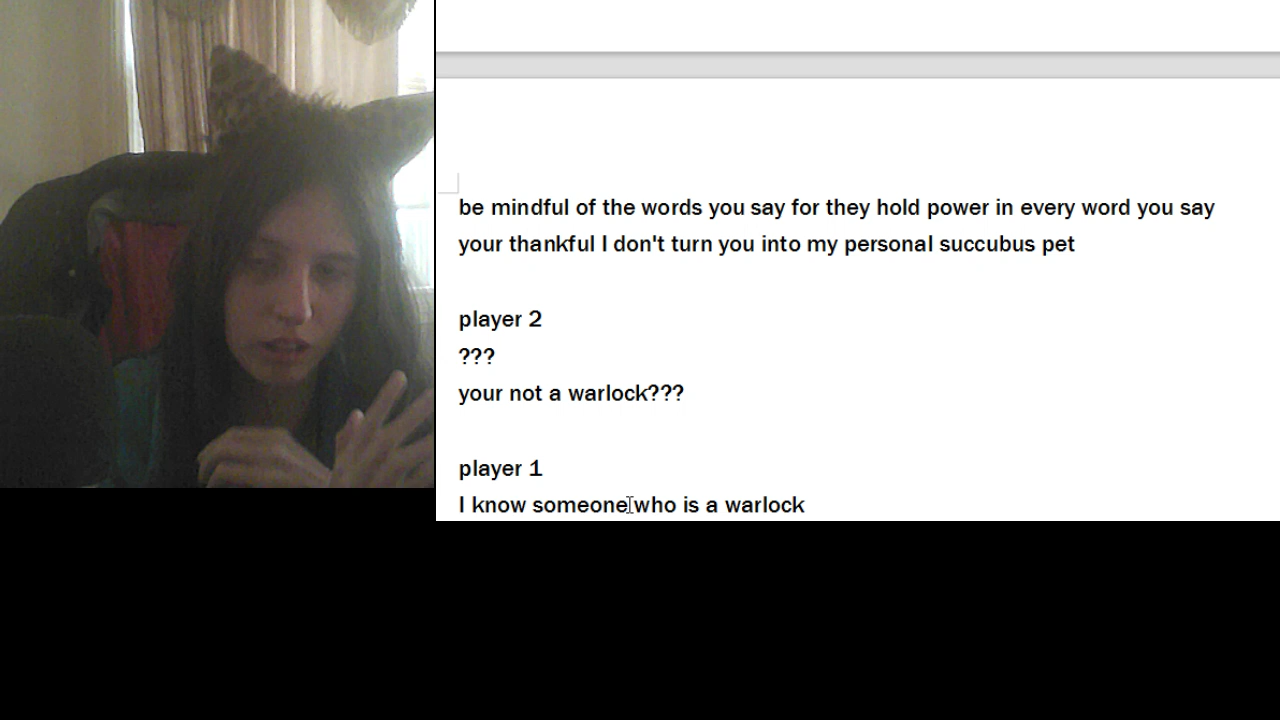 be mindful of the words you say for they hold power in every word you say
your thankful I don't turn you into my personal succubus pet
player 2
???
your not a warlock???
player 1
I know someone who is a warlock